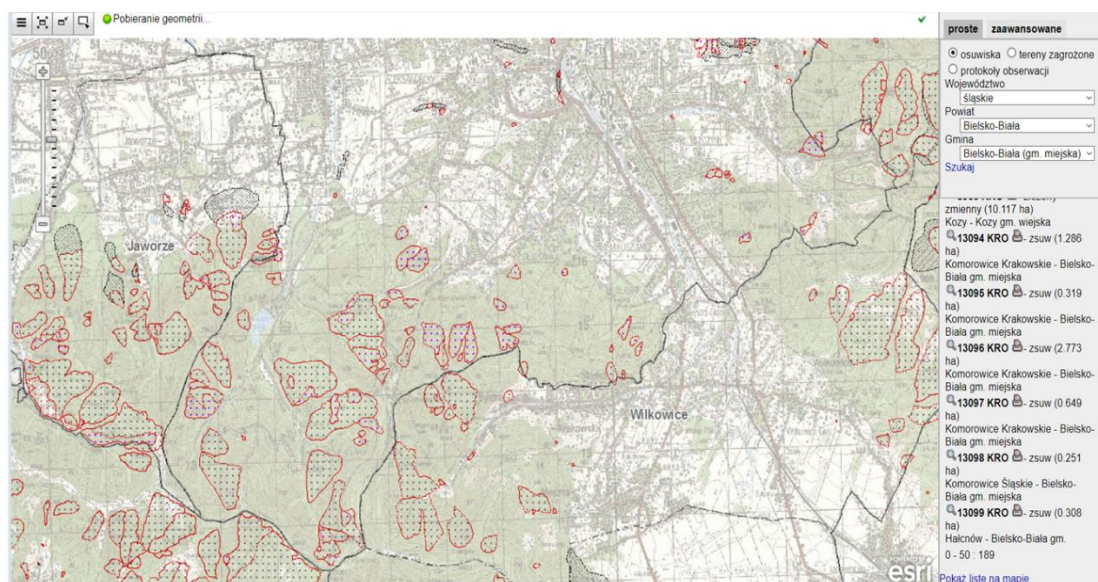 Pobieranie geometrii...
proste zaawansowane
osuwiska tereny zagrożone
protokoły obserwacji
Województwo
śląskie
Powiat
Bielsko-Biała
Gmina
Bielsko-Biała (gm. miejska)
Szukaj
zmienny (10.117 ha)
Kozy - Kozy gm. wiejska
13094 KRO - zsuw (1.286
ha)
Komorowice Krakowskie - Bielsko-
Biała gm. miejska
13095 KRO - zsuw (0.319
ha)
Komorowice Krakowskie - Bielsko-
Biała gm. miejska
13096 KRO - zsuw (2.773
ha)
Komorowice Krakowskie - Bielsko-
Biała gm. miejska
13097 KRO - zsuw (0.649
ha)
Komorowice Krakowskie - Bielsko-
Biała gm. miejska
13098 KRO - zsuw (0.251
ha)
Komorowice Śląskie - Bielsko-
Biała gm. miejska
13099 KRO - zsuw (0.308
ha)
Hałcnów - Bielsko-Biała gm.
0 - 50 : 189
Pokaż listę na mapie
Jaworze
Jaworze
Wilkowice
esri